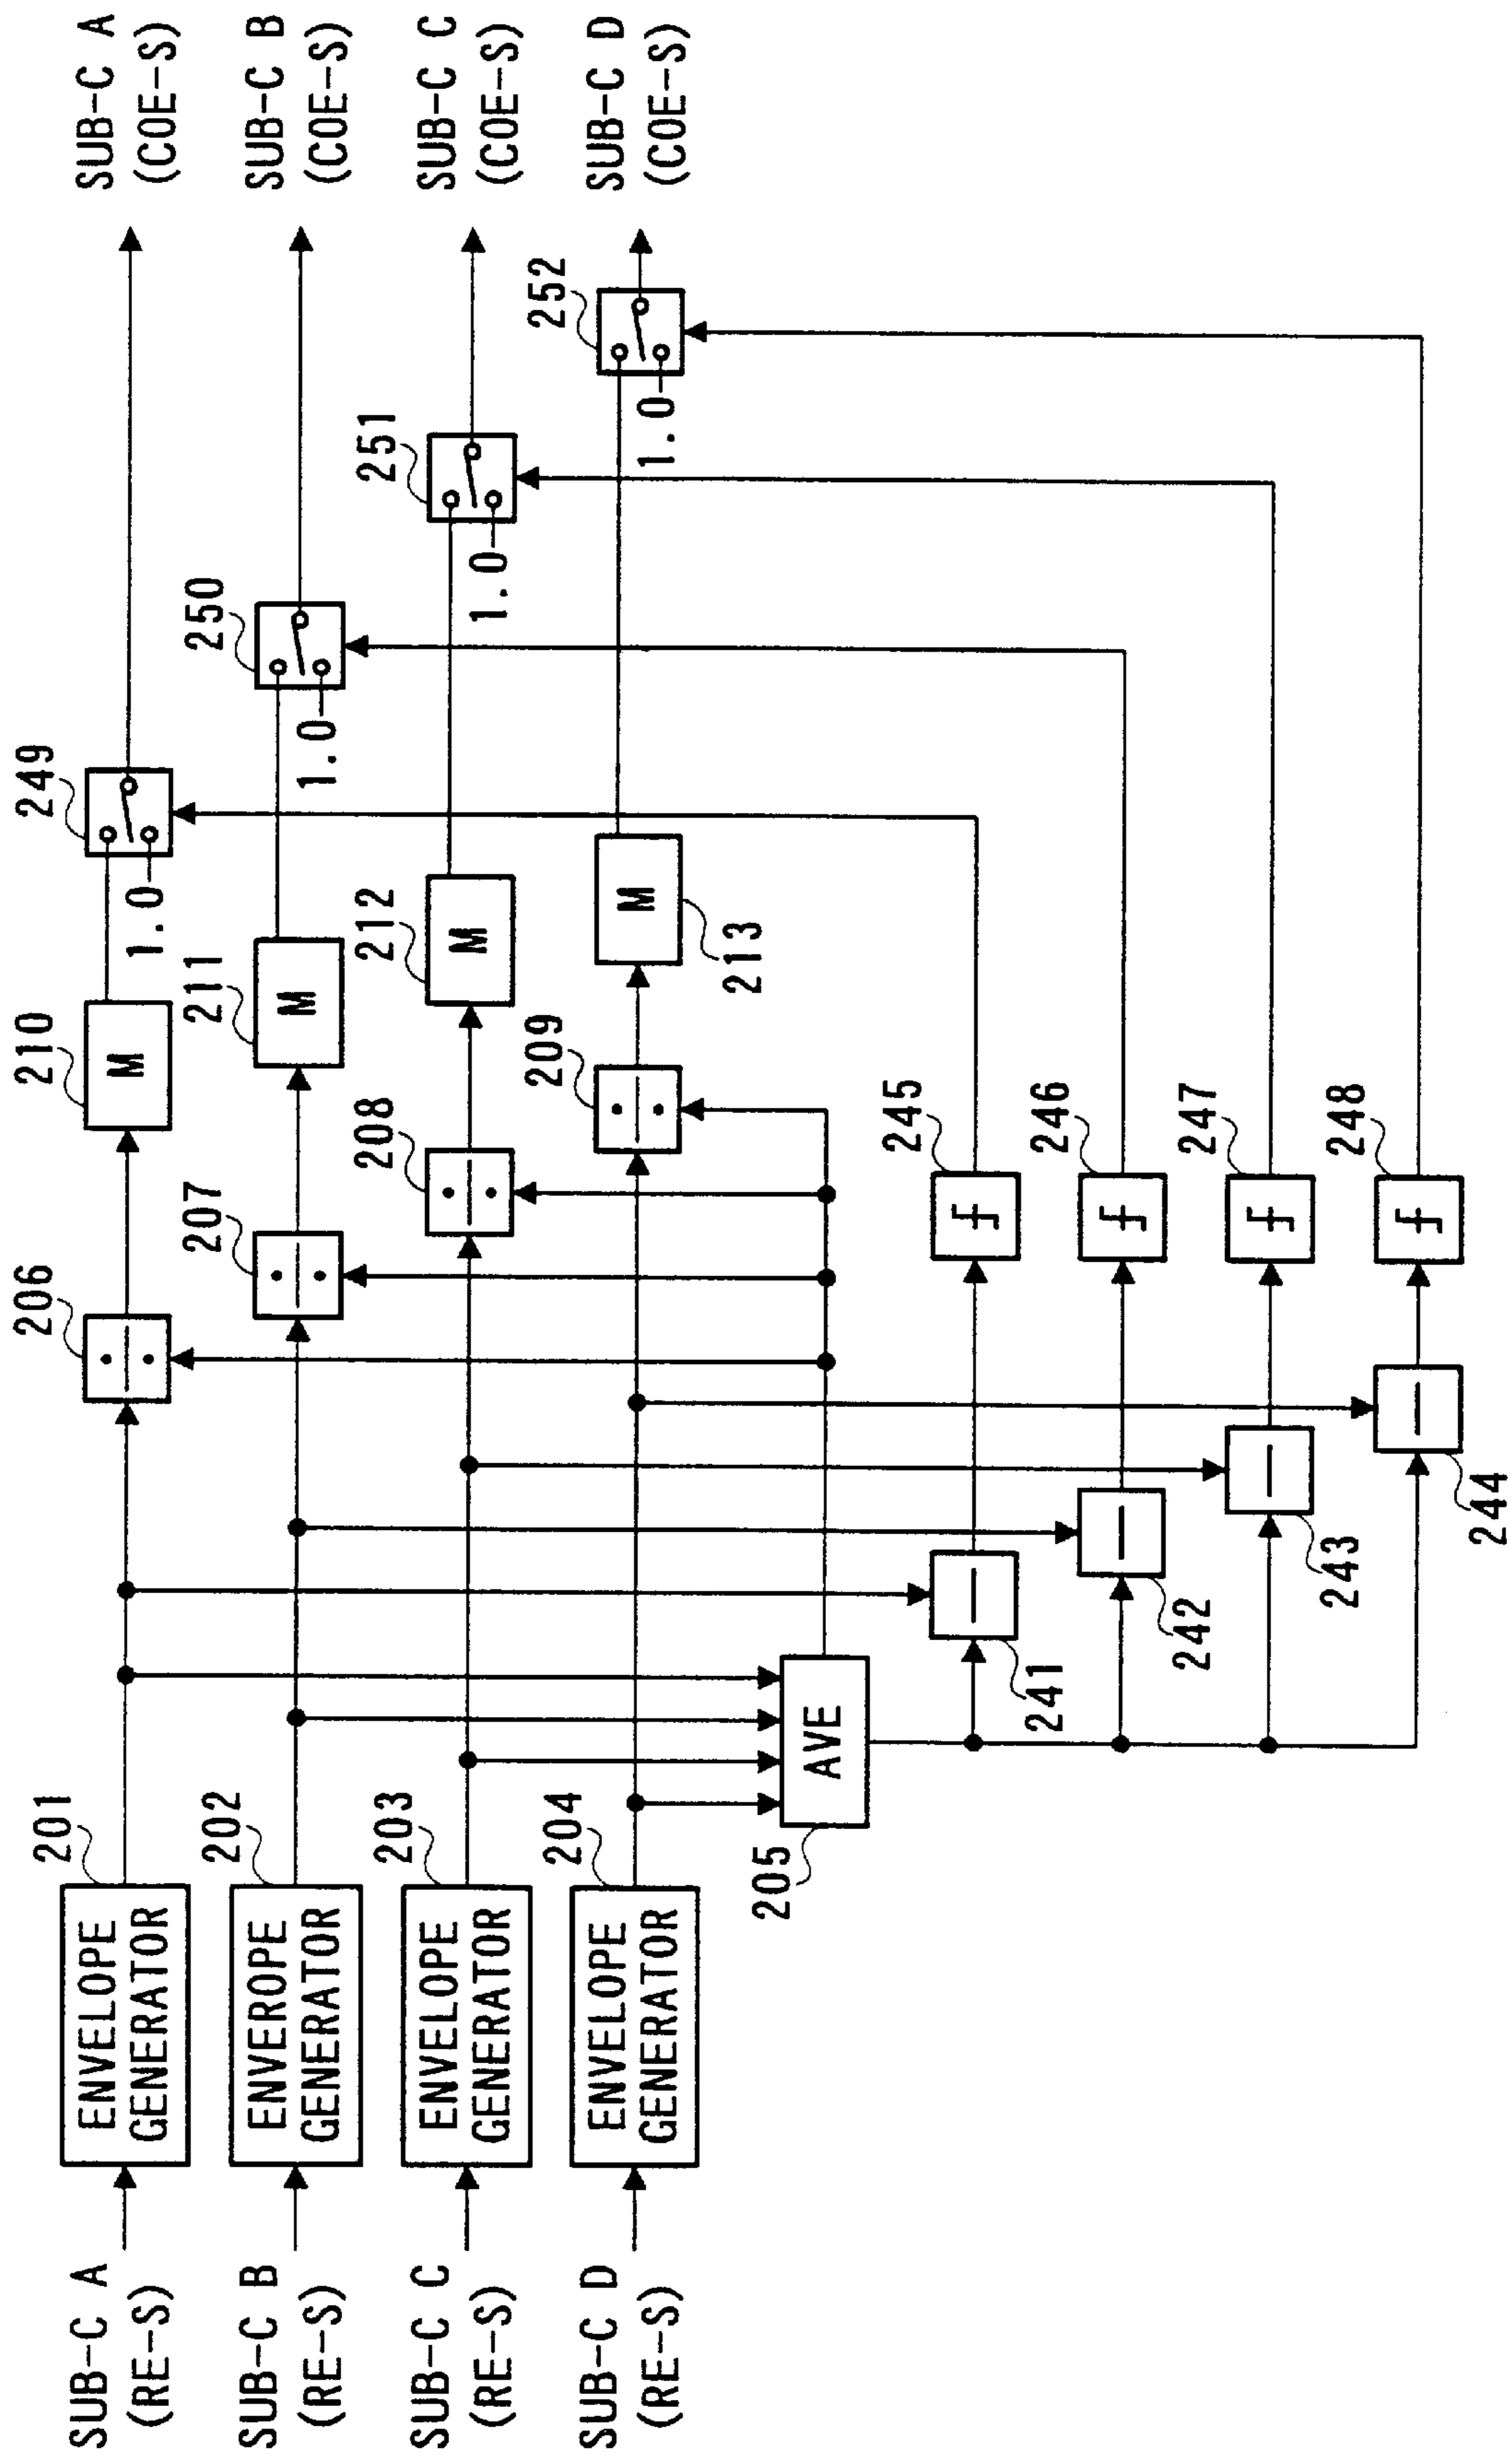 SUB-C A
(RE-S)
SUB-C B
(RE-S)
SUB-C C
(RE-S)
SUB-C D
(RE-S)
ENVELOPE
GENERATOR
201
ENVEROPE
GENERATOR
202
ENVELOPE
GENERATOR
203
ENVELOPE
GENERATOR
204
AVE
205
206
207
208
209
M
210
M
211
M
212
M
213
241
242
243
244
245
246
247
248
249
1.0
250
1.0
251
1.0
252
1.0
SUB-C A
(COE-S)
SUB-C B
(COE-S)
SUB-C C
(COE-S)
SUB-C D
(COE-S)